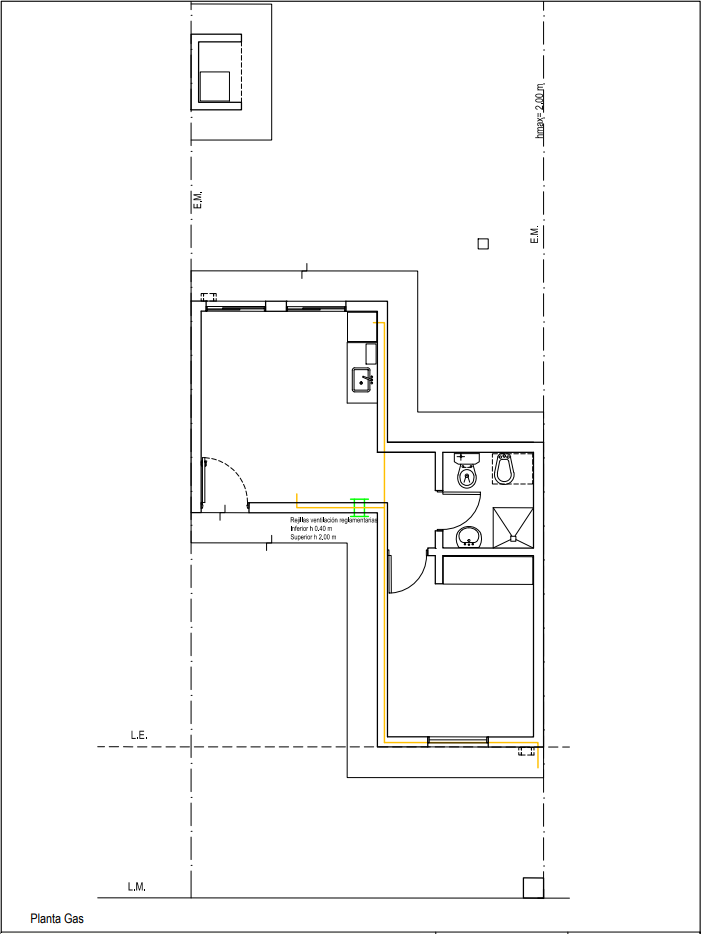 hmax= 2.00 m
E.M.
E.M.
Rejillas ventilación reglamentarias
Inferior h 0.40 m
Superior h 2,00 m
L.E.
L.M.
Planta Gas